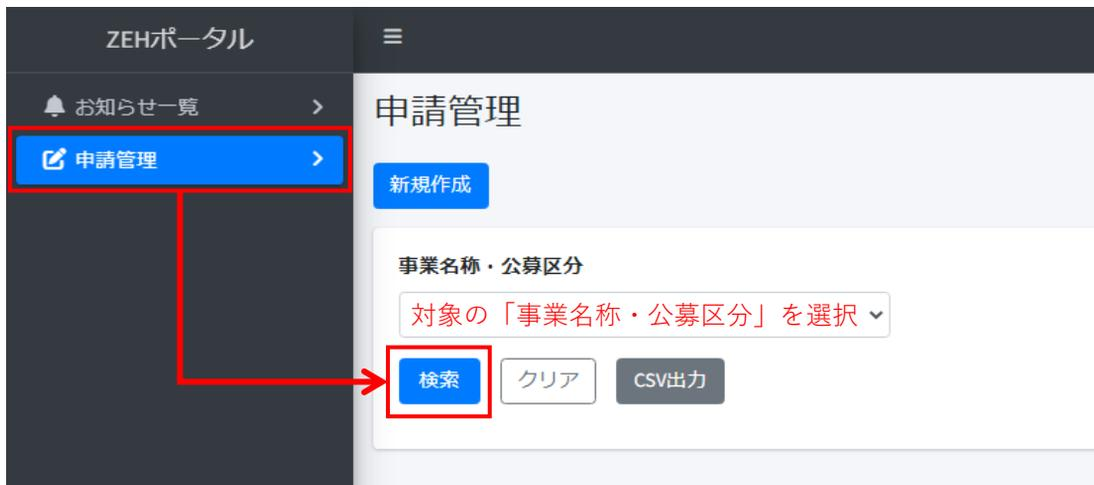 ZEHポータル
お知らせ一覧
申請管理
申請管理
新規作成
事業名称・公募区分
対象の「事業名称・公募区分」を選択
検索
クリア
CSV出力